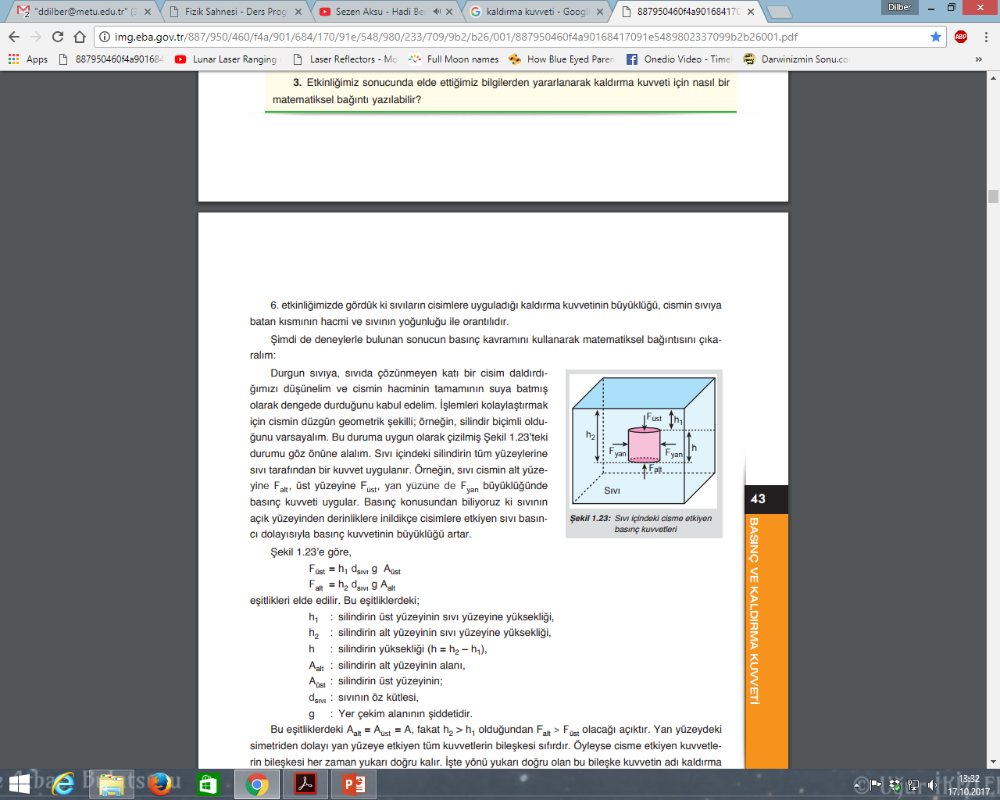 "ddilber@metu.edu.tr" (3
Fizik Sahnesi - Ders Prog
Sezen Aksu - Hadi Be
kaldırma kuvveti - Googl
887950460f4a901684170
Dilber
img.eba.gov.tr/887/950/460/f4a/901/684/170/91e/548/980/233/709/9b2/b26/001/887950460f4a90168417091e5489802337099b2b26001.pdf
ABP
Apps
887950460f4a901684
Lunar Laser Ranging
Laser Reflectors - Mo
Full Moon names
How Blue Eyed Paren
Onedio Video - Timel
Darwinizmin Sonu.co
»
3. Etkinliğimiz sonucunda elde ettiğimiz bilgilerden yararlanarak kaldırma kuvveti için nasıl bir
matematiksel bağıntı yazılabilir?
6. etkinliğimizde gördük ki sıvıların cisimlere uyguladığı kaldırma kuvvetinin büyüklüğü, cismin sıvıya
batan kısmının hacmi ve sıvının yoğunluğu ile orantılıdır.
Şimdi de deneylerle bulunan sonucun basınç kavramını kullanarak matematiksel bağıntısını çıka-
ralım:
Durgun sıvıya, sıvıda çözünmeyen katı bir cisim daldırdı-
ğımızı düşünelim ve cismin hacminin tamamının suya batmış
olarak dengede durduğunu kabul edelim. İşlemleri kolaylaştırmak
için cismin düzgün geometrik şekilli; örneğin, silindir biçimli oldu-
ğunu varsayalım. Bu duruma uygun olarak çizilmiş Şekil 1.23'teki
durumu göz önüne alalım. Sıvı içindeki silindirin tüm yüzeylerine
sıvı tarafından bir kuvvet uygulanır. Örneğin, sıvı cismin alt yüze-
yine Falt, üst yüzeyine Füst, yan yüzüne de Fyan büyüklüğünde
basınç kuvveti uygular. Basınç konusundan biliyoruz ki sıvının
açık yüzeyinden derinliklere inildikçe cisimlere etkiyen sıvı basın-
cı dolayısıyla basınç kuvvetinin büyüklüğü artar.
Füst
h1
h2
Fyan
Fyan
h
Falt
Sıvı
Şekil 1.23: Sıvı içindeki cisme etkiyen
basınç kuvvetleri
Şekil 1.23'e göre,
Füst = h1 dsıvı g Aüst
Falt = h2 dsıvı g Aalt
eşitlikleri elde edilir. Bu eşitliklerdeki;
h1 : silindirin üst yüzeyinin sıvı yüzeyine yüksekliği,
h2 : silindirin alt yüzeyinin sıvı yüzeyine yüksekliği,
h : silindirin yüksekliği (h = h2 – h1),
Aalt : silindirin alt yüzeyinin alanı,
Aüst : silindirin üst yüzeyinin;
dsıvı : sıvının öz kütlesi,
g : Yer çekim alanının şiddetidir.
Bu eşitliklerdeki Aalt = Aüst = A, fakat h2 > h1 olduğundan Falt > Füst olacağı açıktır. Yan yüzeydeki
simetriden dolayı yan yüzeye etkiyen tüm kuvvetlerin bileşkesi sıfırdır. Öyleyse cisme etkiyen kuvvetle-
rin bileşkesi her zaman yukarı doğru kalır. İşte yönü yukarı doğru olan bu bileşke kuvvetin adı kaldırma
43
BASINÇ VE KALDIRMA KUVVETİ
13:32
17.10.2017